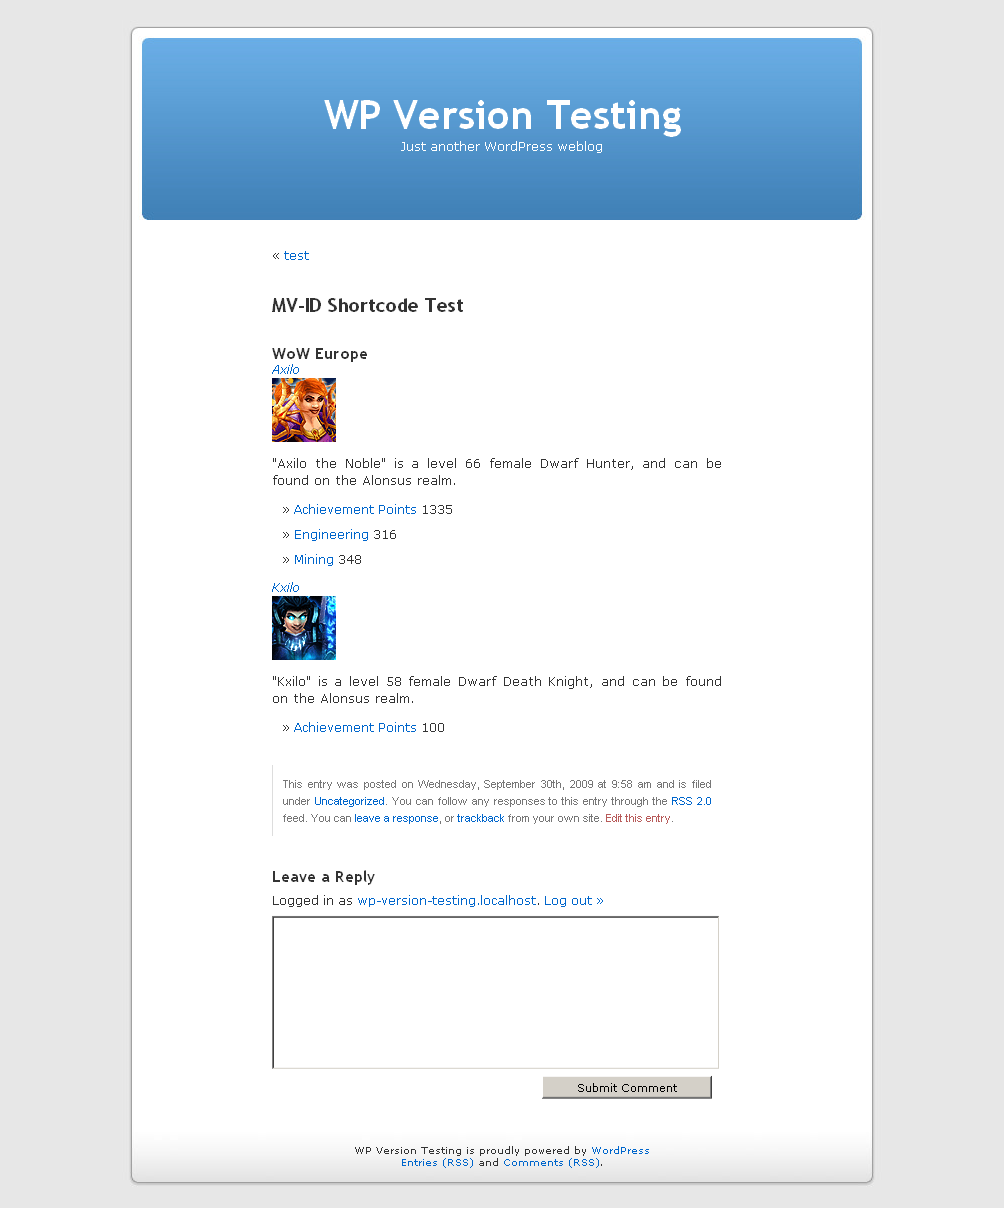 WP Version Testing
Just another WordPress weblog
« test
MV-ID Shortcode Test
WoW Europe
Axilo
"Axilo the Noble" is a level 66 female Dwarf Hunter, and can be
found on the Alonsus realm.
» Achievement Points 1335
» Engineering 316
» Mining 348
Kxilo
"Kxilo" is a level 58 female Dwarf Death Knight, and can be found
on the Alonsus realm.
» Achievement Points 100
This entry was posted on Wednesday, September 30th, 2009 at 9:58 am and is filed
under Uncategorized. You can follow any responses to this entry through the RSS 2.0
feed. You can leave a response, or trackback from your own site. Edit this entry.
Leave a Reply
Logged in as wp-version-testing.localhost. Log out »
Submit Comment
WP Version Testing is proudly powered by WordPress
Entries (RSS) and Comments (RSS).